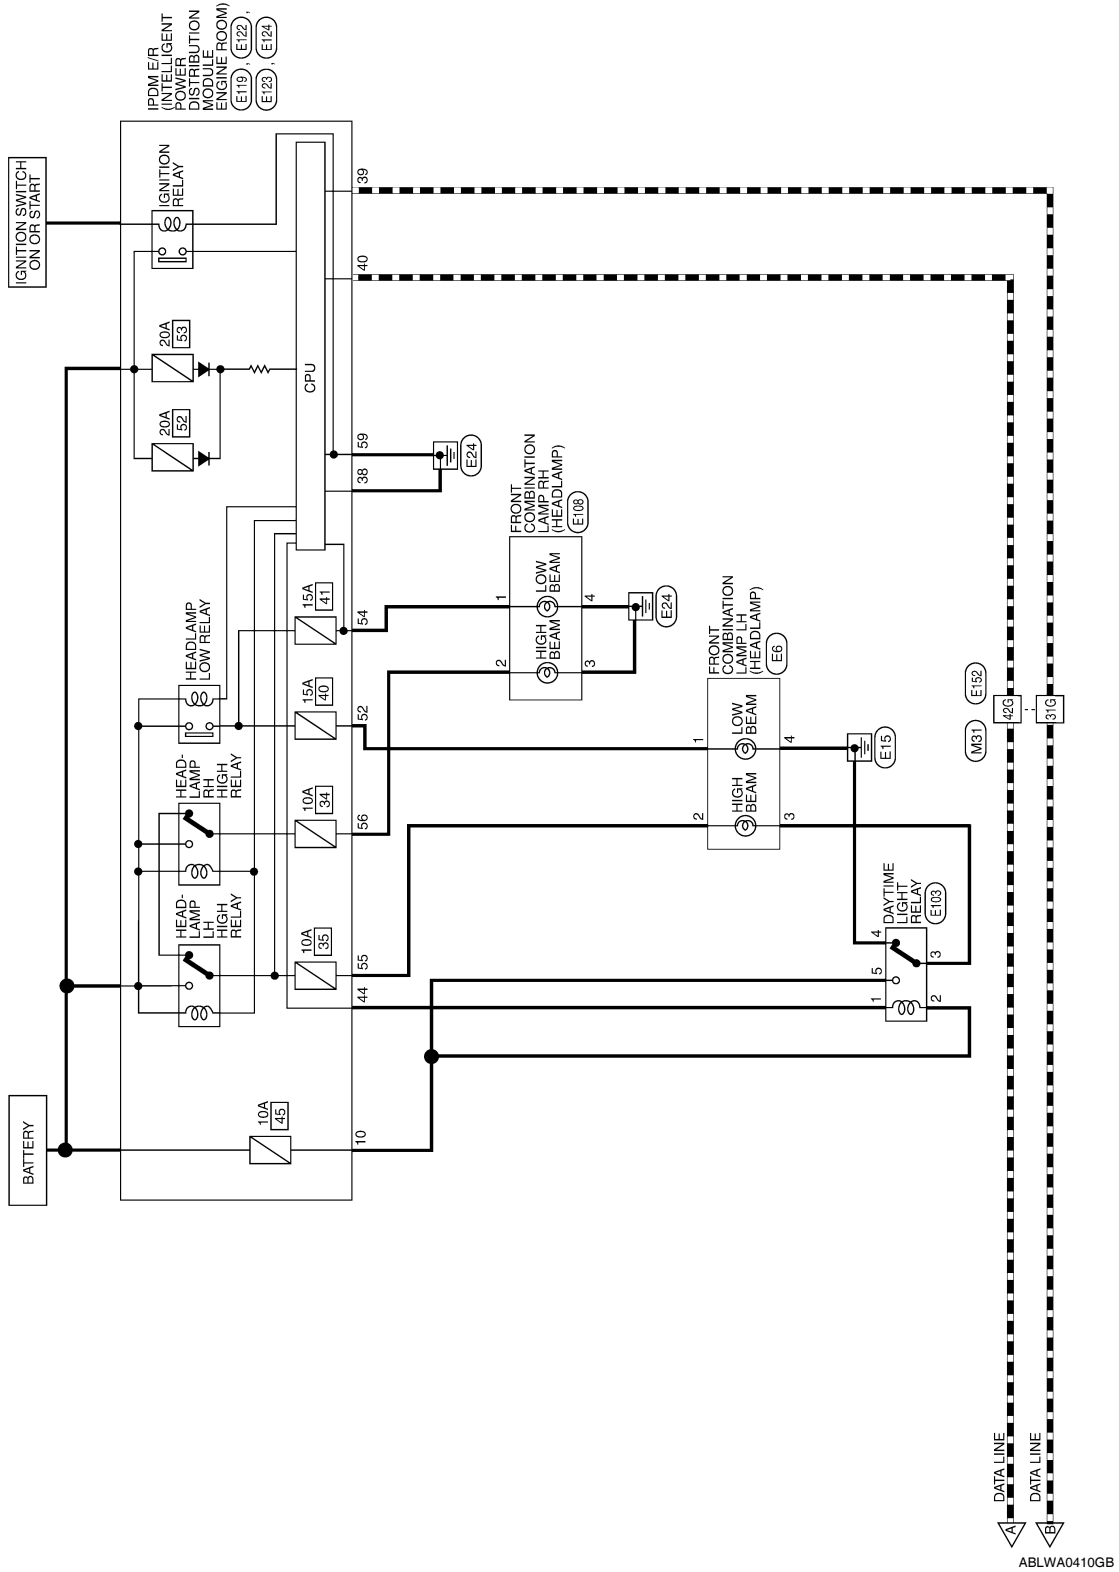 IGNITION SWITCH
ON OR START
IPDM E/R
(INTELLIGENT
POWER
DISTRIBUTION
MODULE
ENGINE ROOM)
E119 , E122 ,
E123 , E124
BATTERY
IGNITION
RELAY
20A
53
20A
52
CPU
39
40
59
38
E24
HEADLAMP
LOW RELAY
15A
41
54
15A
40
52
HEAD-
LAMP
RH
HIGH
RELAY
10A
34
56
HEAD-
LAMP
LH
HIGH
RELAY
10A
35
55
44
10A
45
10
FRONT
COMBINATION
LAMP RH
(HEADLAMP)
E108
1
LOW
BEAM
4
2
HIGH
BEAM
3
E24
FRONT
COMBINATION
LAMP LH
(HEADLAMP)
E6
1
LOW
BEAM
4
2
HIGH
BEAM
3
E15
DAYTIME
LIGHT
RELAY
E103
4
3
5
1
2
E152
42G
31G
M31
DATA LINE
A
DATA LINE
B
ABLWA0410GB